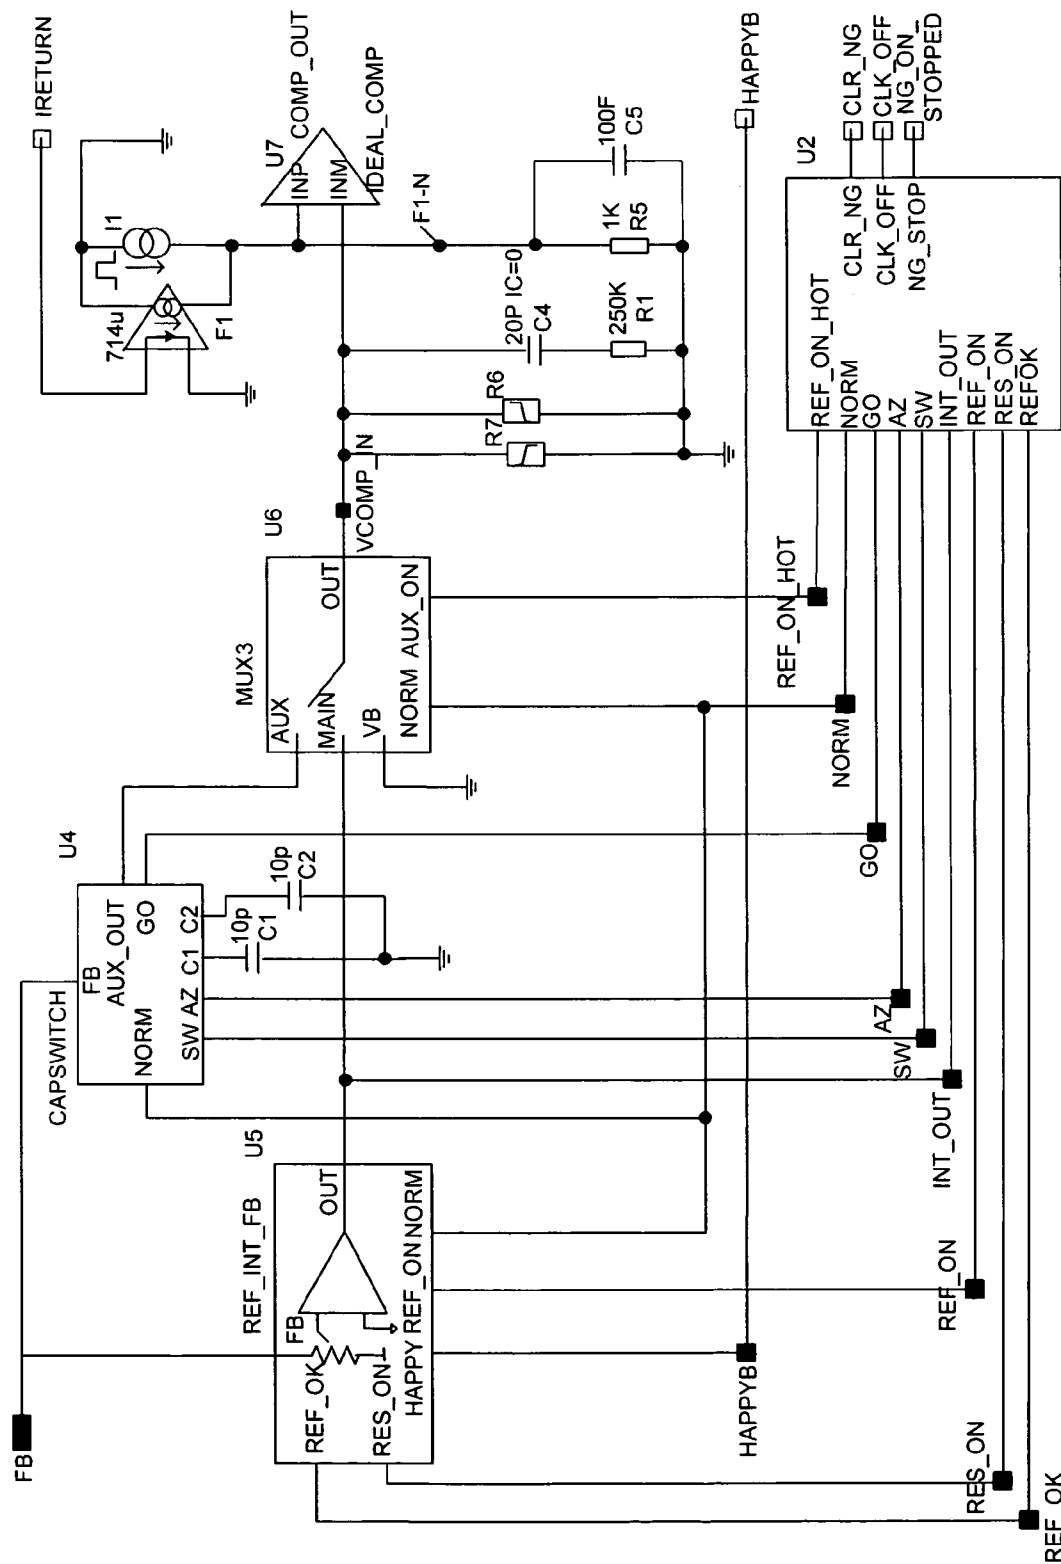 IRETURN
I1
714u
F1
U7
INP
INM
COMP_OUT
IDEAL_COMP
F1-N
100F
C5
1K
R5
20P IC=0
C4
250K
R1
R6
R7
VCOMP_IN
U6
MUX3
AUX
MAIN
VB
OUT
NORM
AUX_ON
U4
CAPSWITCH
FB
AUX_OUT
GO
NORM
SW
AZ
C1
C2
10p
C1
10p
C2
U5
REF_INT_FB
OUT
FB
REF_OK
RES_ON
HAPPY
REF_ON
NORM
FB
HAPPYB
HAPPYB
U2
CLR_NG
CLK_OFF
NG_ON_
STOPPED
CLR_NG
CLK_OFF
NG_STOP
REF_ON_HOT
NORM
GO
AZ
SW
INT_OUT
REF_ON
RES_ON
REFOK
REF_ON_HOT
NORM
GO
AZ
SW
INT_OUT
REF_ON
RES_ON
REF_OK